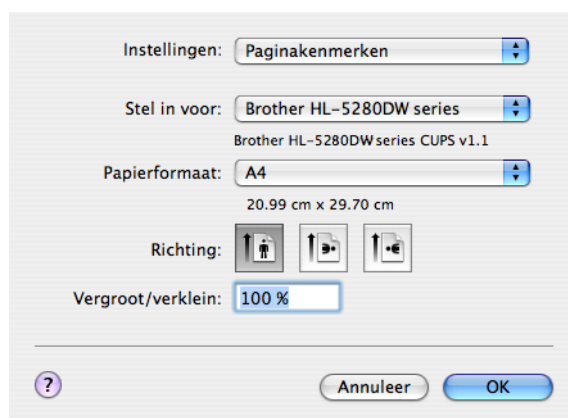 Instellingen: Paginakenmerken
Stel in voor: Brother HL-5280DW series
Brother HL-5280DW series CUPS v1.1
Papierformaat: A4
20.99 cm x 29.70 cm
Richting:
Vergroot/verklein: 100 %
? Annuleer OK